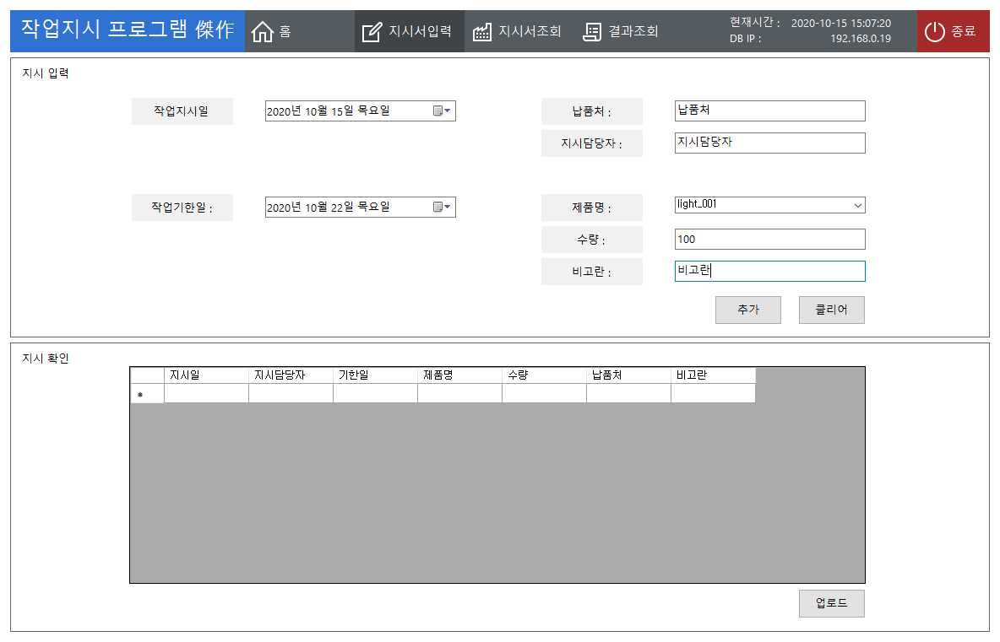 작업지시 프로그램 傑作
홈
지시서입력
지시서조회
결과조회
현재시간 : 2020-10-15 15:07:20
DB IP : 192.168.0.19
종료
지시 입력
작업지시일 2020년 10월 15일 목요일
납품처 : 납품처
지시담당자 : 지시담당자
작업기한일 : 2020년 10월 22일 목요일
제품명 : light_001
수량 : 100
비고란 : 비고란
추가 클리어
지시 확인
지시일 지시담당자 기한일 제품명 수량 납품처 비고란
업로드